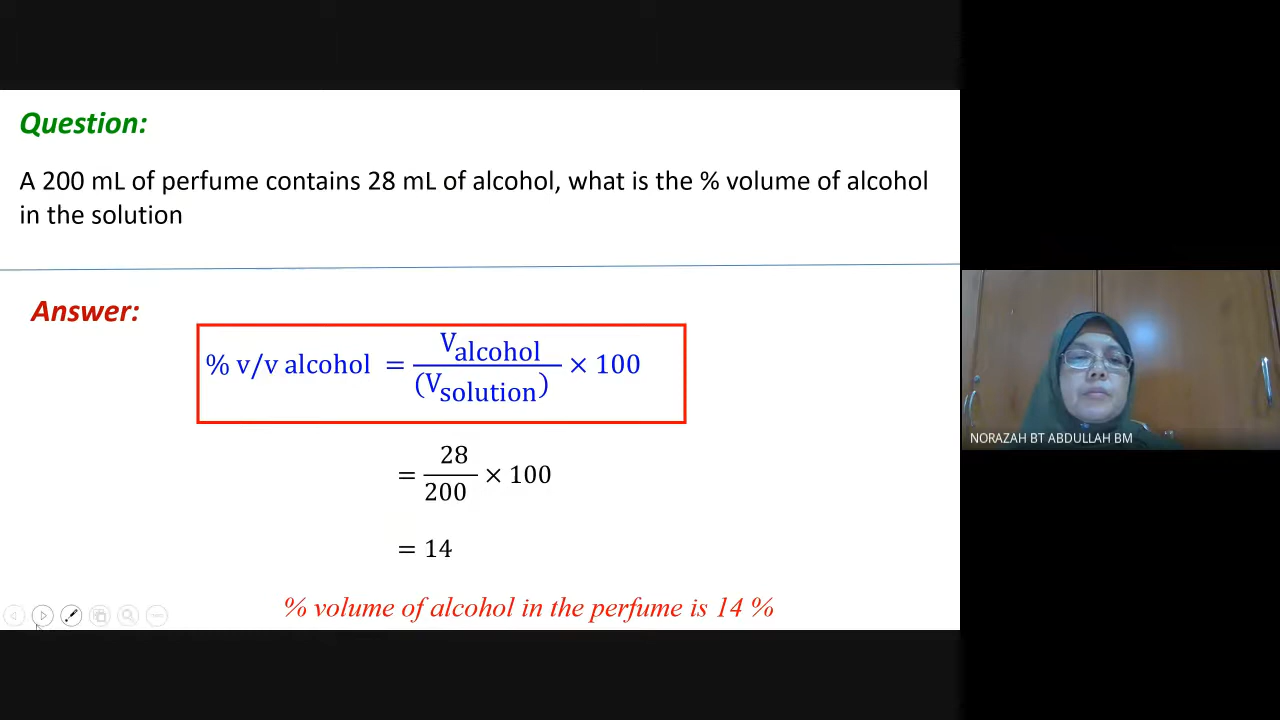 Question:
A 200 mL of perfume contains 28 mL of alcohol, what is the % volume of alcohol
in the solution
Answer:
% v/v alcohol = Valcohol/(Vsolution) × 100
= 28/200 × 100
= 14
% volume of alcohol in the perfume is 14 %
NORAZAH BT ABDULLAH BM